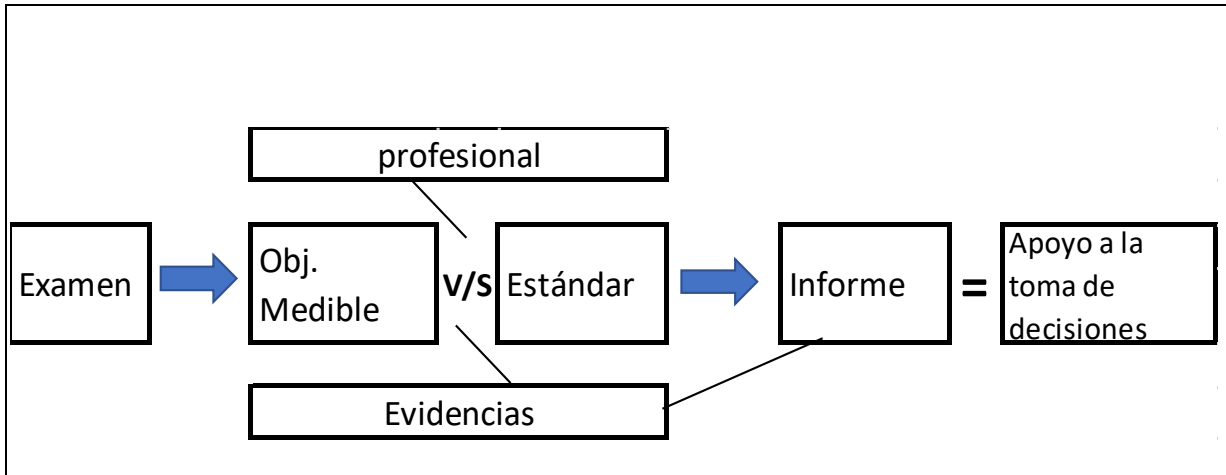 profesional
Examen
Obj.
Medible
V/S
Estándar
Informe
=
Apoyo a la
toma de
decisiones
Evidencias